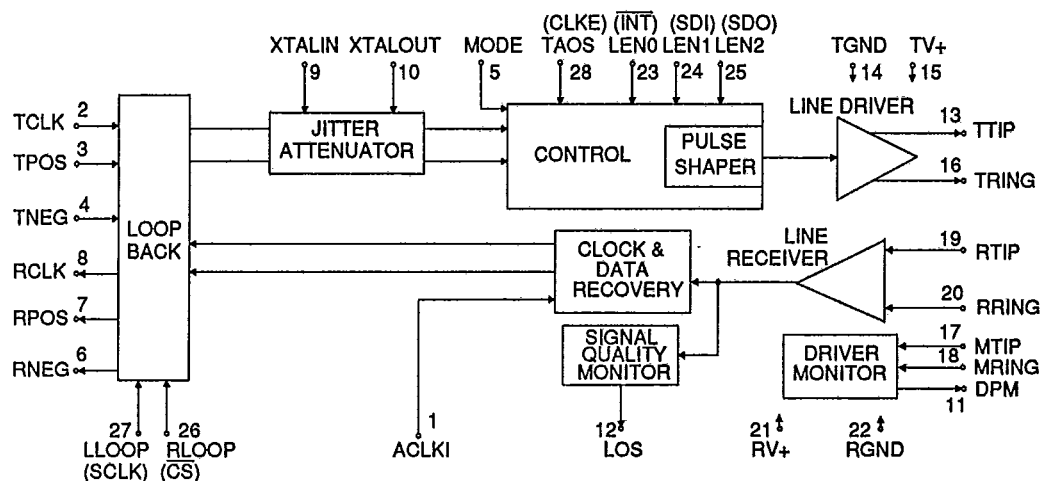 (CLKE) (INT) (SDI) (SDO)
XTALIN XTALOUT MODE TAOS LEN0 LEN1 LEN2 TGND TV+
9 10 5 28 23 24 25 14 15
LINE DRIVER
TCLK 2
TPOS 3
TNEG 4
RCLK 8
RPOS 7
RNEG 6
LOOP
BACK
JITTER
ATTENUATOR
CONTROL
PULSE
SHAPER
13 TTIP
16 TRING
CLOCK &
DATA
RECOVERY
LINE
RECEIVER
19 RTIP
20 RRING
SIGNAL
QUALITY
MONITOR
DRIVER
MONITOR
17 MTIP
18 MRING
11 DPM
27 26 1 12 21 22
LLOOP RLOOP ACLKI LOS RV+ RGND
(SCLK) (CS)